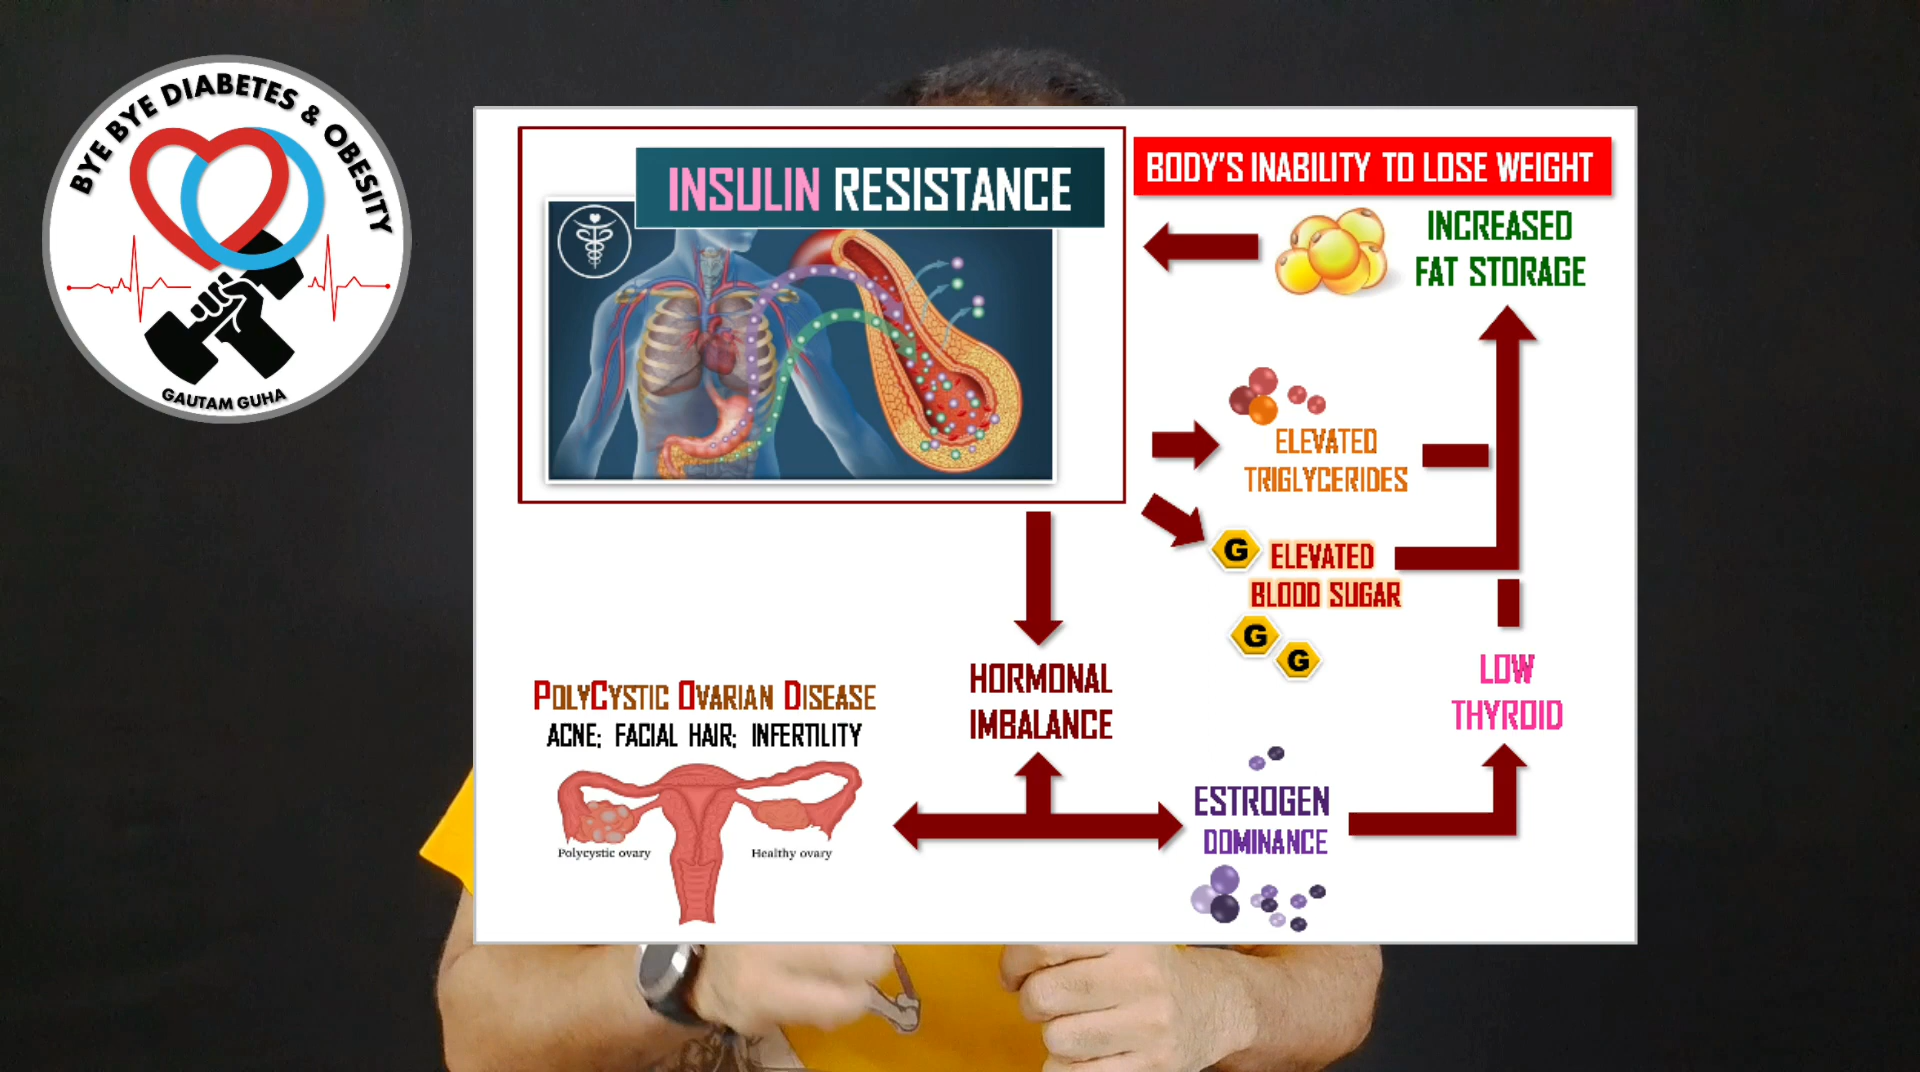 BYE BYE DIABETES & OBESITY
GAUTAM GUHA
INSULIN RESISTANCE
BODY'S INABILITY TO LOSE WEIGHT
INCREASED
FAT STORAGE
ELEVATED
TRIGLYCERIDES
G ELEVATED
BLOOD SUGAR
G
G
LOW
THYROID
HORMONAL
IMBALANCE
POLYCYSTIC OVARIAN DISEASE
ACNE; FACIAL HAIR; INFERTILITY
Polycystic ovary
Healthy ovary
ESTROGEN
DOMINANCE